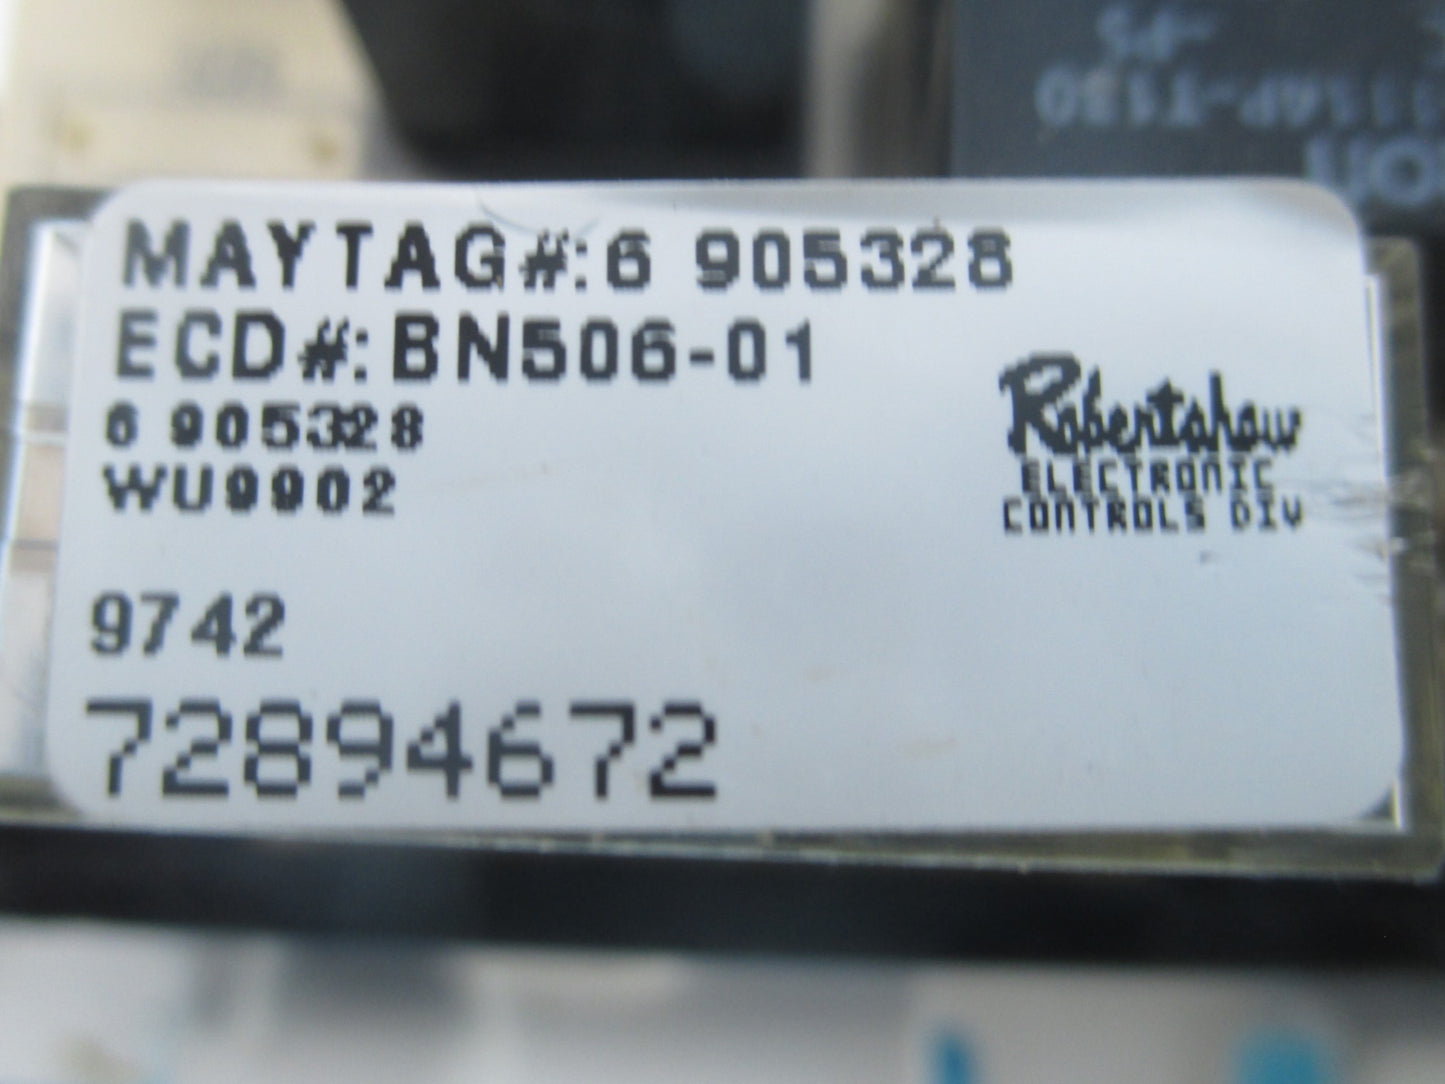 MAYTAG#:6 905328
ECD#:BN506-01
6 905328
WU9902
Robertshaw
ELECTRONIC
CONTROLS DIV
9742
72894672